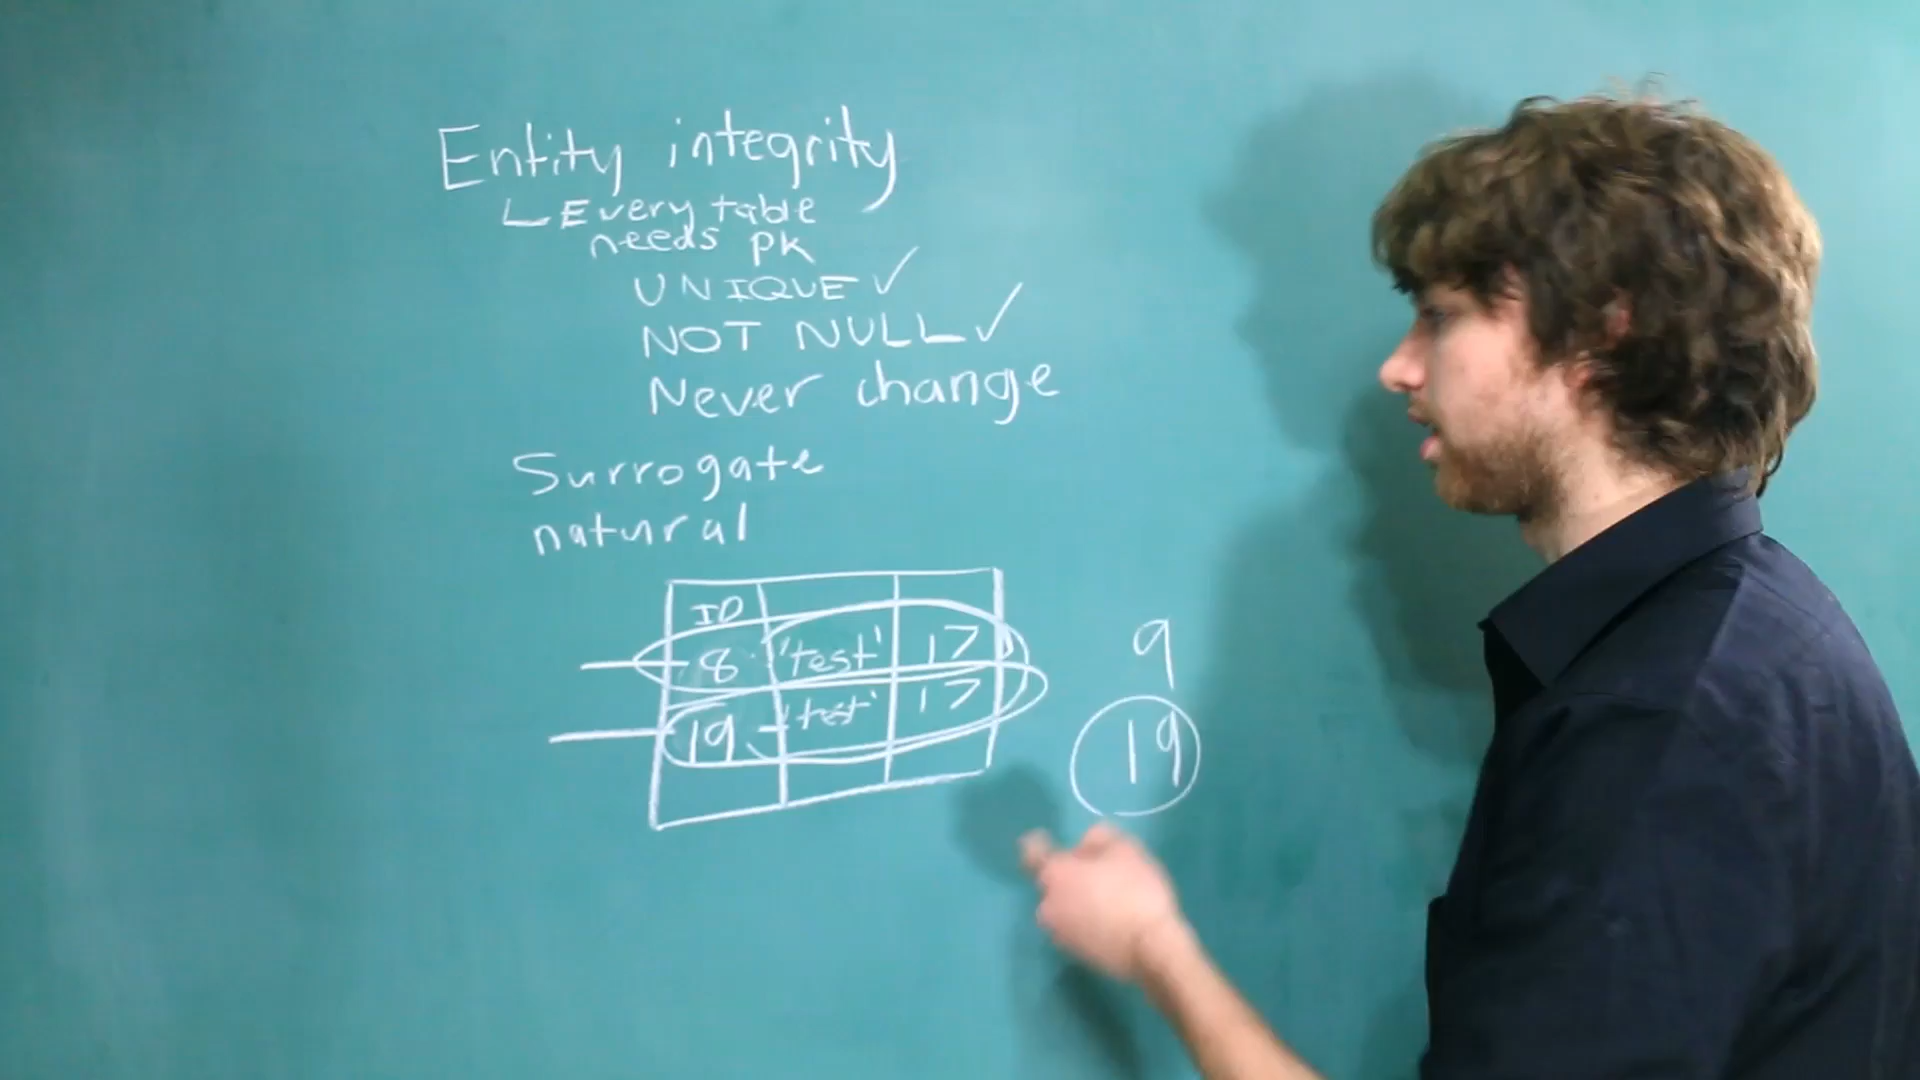 Entity integrity
Every table
needs pk
UNIQUE ✓
NOT NULL ✓
Never change
Surrogate
natural
ID
8 'test' 17
19 'test' 17
9
19